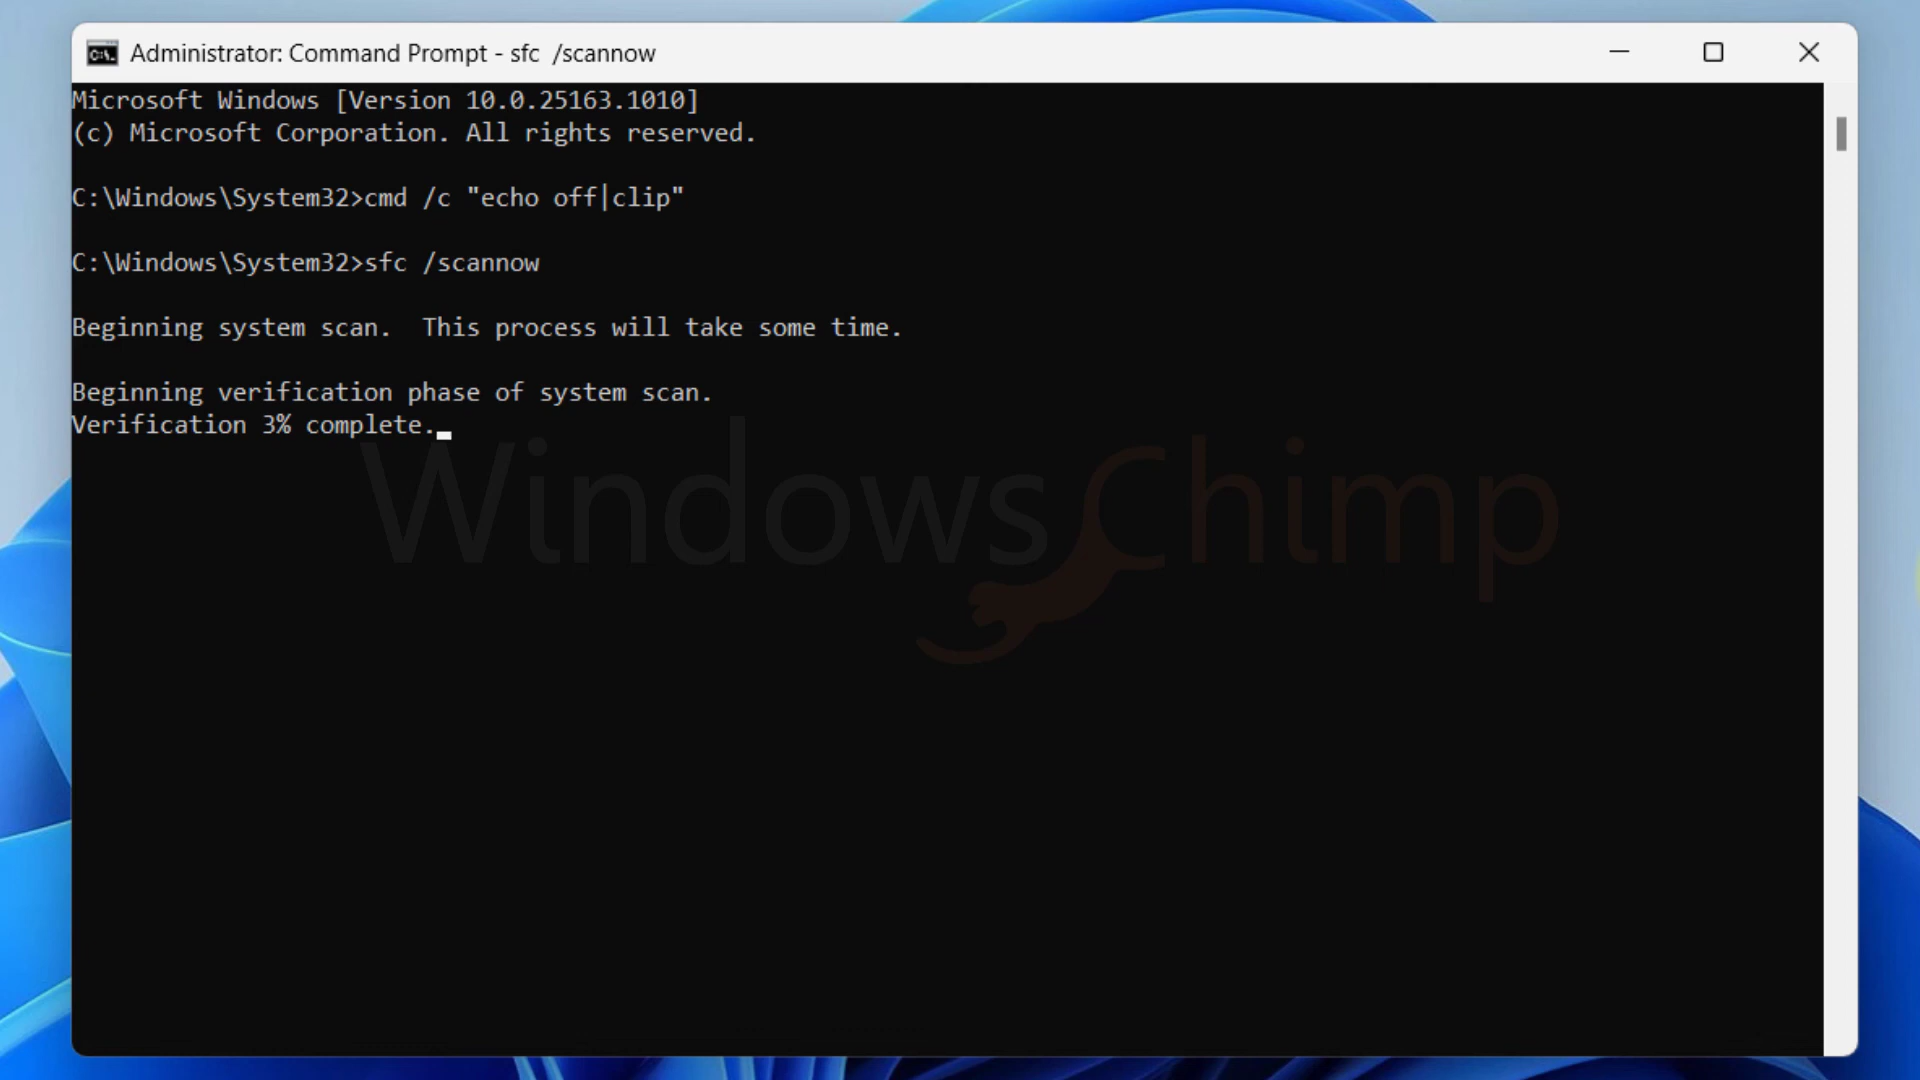 Administrator: Command Prompt - sfc  /scannow
Microsoft Windows [Version 10.0.25163.1010]
(c) Microsoft Corporation. All rights reserved.
C:\Windows\System32>cmd /c "echo off|clip"
C:\Windows\System32>sfc /scannow
Beginning system scan.  This process will take some time.
Beginning verification phase of system scan.
Verification 3% complete.
WindowsChimp